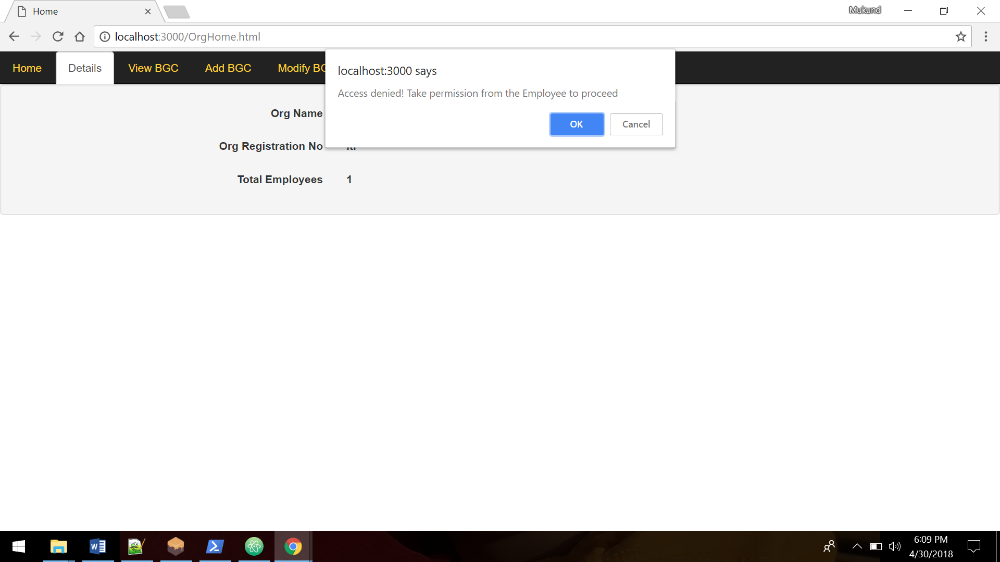 Home
Mukund
localhost:3000/OrgHome.html
Home Details View BGC Add BGC Modify
localhost:3000 says
Access denied! Take permission from the Employee to proceed
OK Cancel
Org Name
Org Registration No
Total Employees 1
6:09 PM
4/30/2018